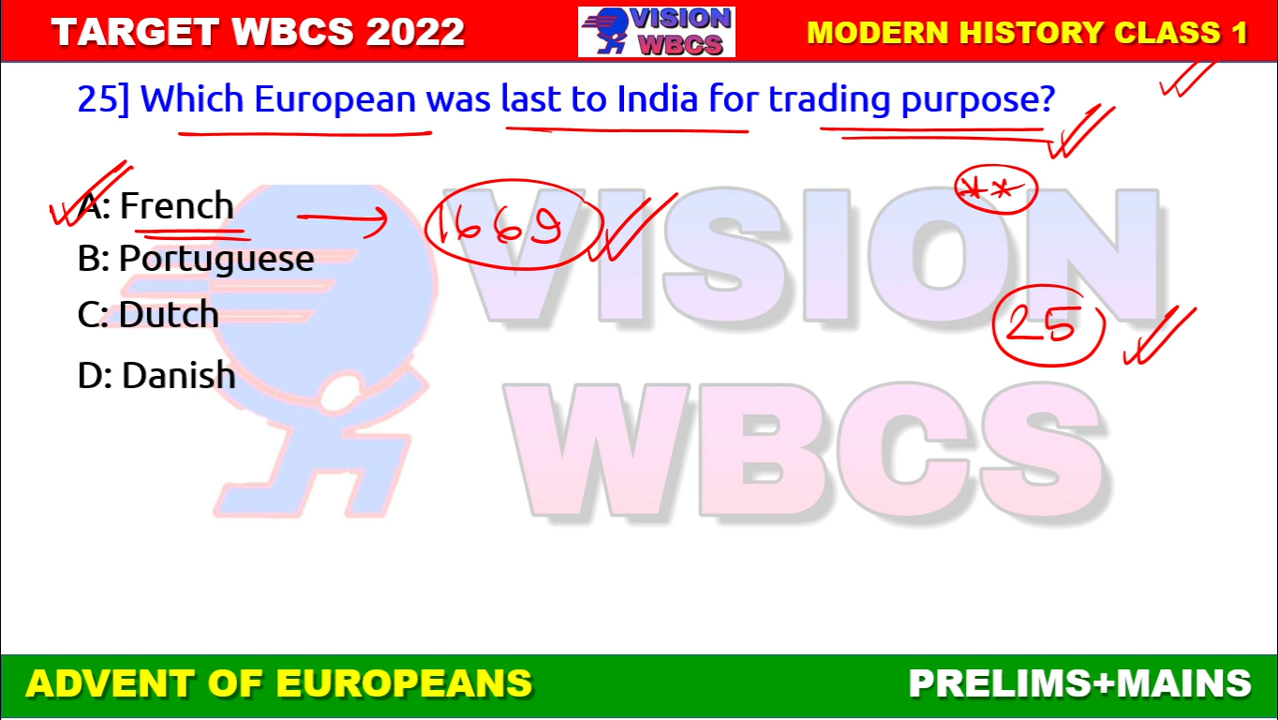 TARGET WBCS 2022
VISION
WBCS
MODERN HISTORY CLASS 1
25] Which European was last to India for trading purpose?
**
A: French
1669
B: Portuguese
C: Dutch
25
D: Danish
VISION
WBCS
ADVENT OF EUROPEANS
PRELIMS+MAINS